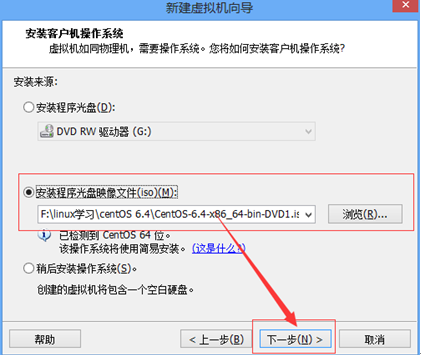 新建虚拟机向导
安装客户机操作系统
虚拟机如同物理机，需要操作系统。您将如何安装客户机操作系统?
安装来源:
安装程序光盘(D):
DVD RW 驱动器 (G:)
安装程序光盘映像文件(iso)(M):
F:\linux学习\centOS 6.4\CentOS-6.4-x86_64-bin-DVD1.is
浏览(R)...
已检测到 CentOS 64 位。
该操作系统将使用简易安装。 (这是什么?)
稍后安装操作系统(S)。
创建的虚拟机将包含一个空白硬盘。
帮助
< 上一步(B)
下一步(N) >
取消